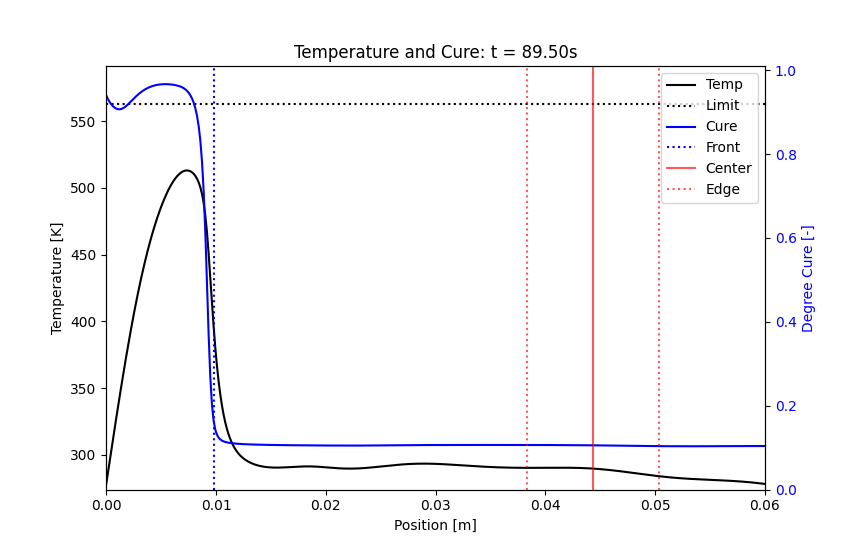 Temperature and Cure: t = 89.50s
Temperature [K]
550
500
450
400
350
300
0.00
0.01
0.02
0.03
0.04
0.05
0.06
Position [m]
1.0
0.8
0.6
0.4
0.2
0.0
Degree Cure [-]
Temp
Limit
Cure
Front
Center
Edge